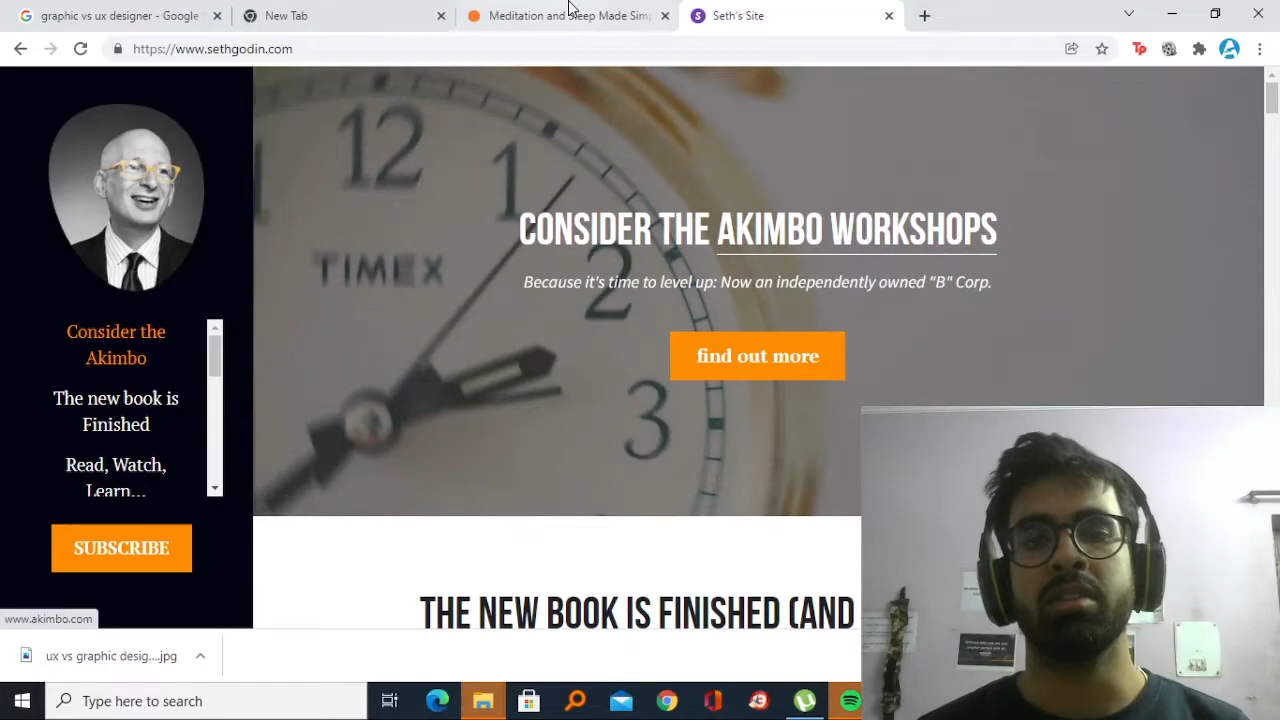 graphic vs ux designer - Google
New Tab
Meditation and Sleep Made Simp
Seth's Site
https://www.sethgodin.com
Tp
12
1
2
3
TIMEX
CONSIDER THE AKIMBO WORKSHOPS
Because it's time to level up: Now an independently owned "B" Corp.
find out more
Consider the
Akimbo
The new book is
Finished
Read, Watch,
Learn...
SUBSCRIBE
THE NEW BOOK IS FINISHED (AND
www.akimbo.com
ux vs graphic desig....jpg
Type here to search